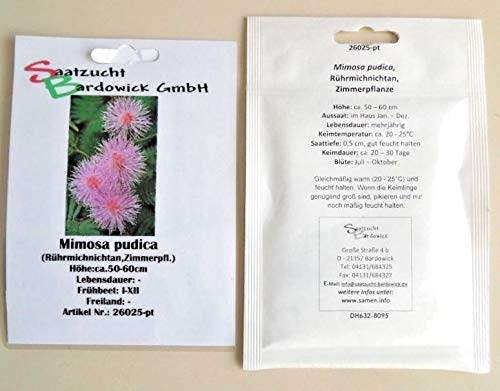 Saatzucht
Bardowick GmbH
Mimosa pudica
(Rührmichnichtan,Zimmerpfl.)
Höhe:ca.50-60cm
Lebensdauer: -
Frühbeet: I-XII
Freiland: -
Artikel Nr.: 26025-pt
26025-pt
Mimosa pudica,
Rührmichnichtan,
Zimmerpflanze
Höhe: ca. 50 – 60 cm
Aussaat: im Haus Jan. – Dez.
Lebensdauer: mehrjährig
Keimtemperatur: ca. 20 - 25°C
Saattiefe: 0,5 cm, gut feucht halten
Keimdauer: ca. 20 – 30 Tage
Blüte: Juli – Oktober
Gleichmäßig warm (20 - 25°C) und
feucht halten. Wenn die Keimlinge
genügend groß sind, pikieren und nur
noch mäßig feucht halten.
Saatzucht
Bardowick
Große Straße 4 b
D - 21357 Bardowick
Tel: 04131/684325
Fax: 04131/684327
E-Mail: info@saatzucht-bardowick.de
weitere Infos unter:
www.samen.info
DH632-8095